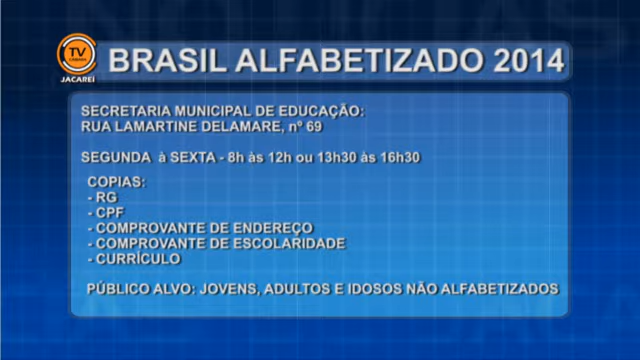 TV
CÂMARA
JACAREÍ
BRASIL ALFABETIZADO 2014
SECRETARIA MUNICIPAL DE EDUCAÇÃO:
RUA LAMARTINE DELAMARE, nº 69
SEGUNDA à SEXTA - 8h às 12h ou 13h30 às 16h30
COPIAS:
- RG
- CPF
- COMPROVANTE DE ENDEREÇO
- COMPROVANTE DE ESCOLARIDADE
- CURRÍCULO
PÚBLICO ALVO: JOVENS, ADULTOS E IDOSOS NÃO ALFABETIZADOS